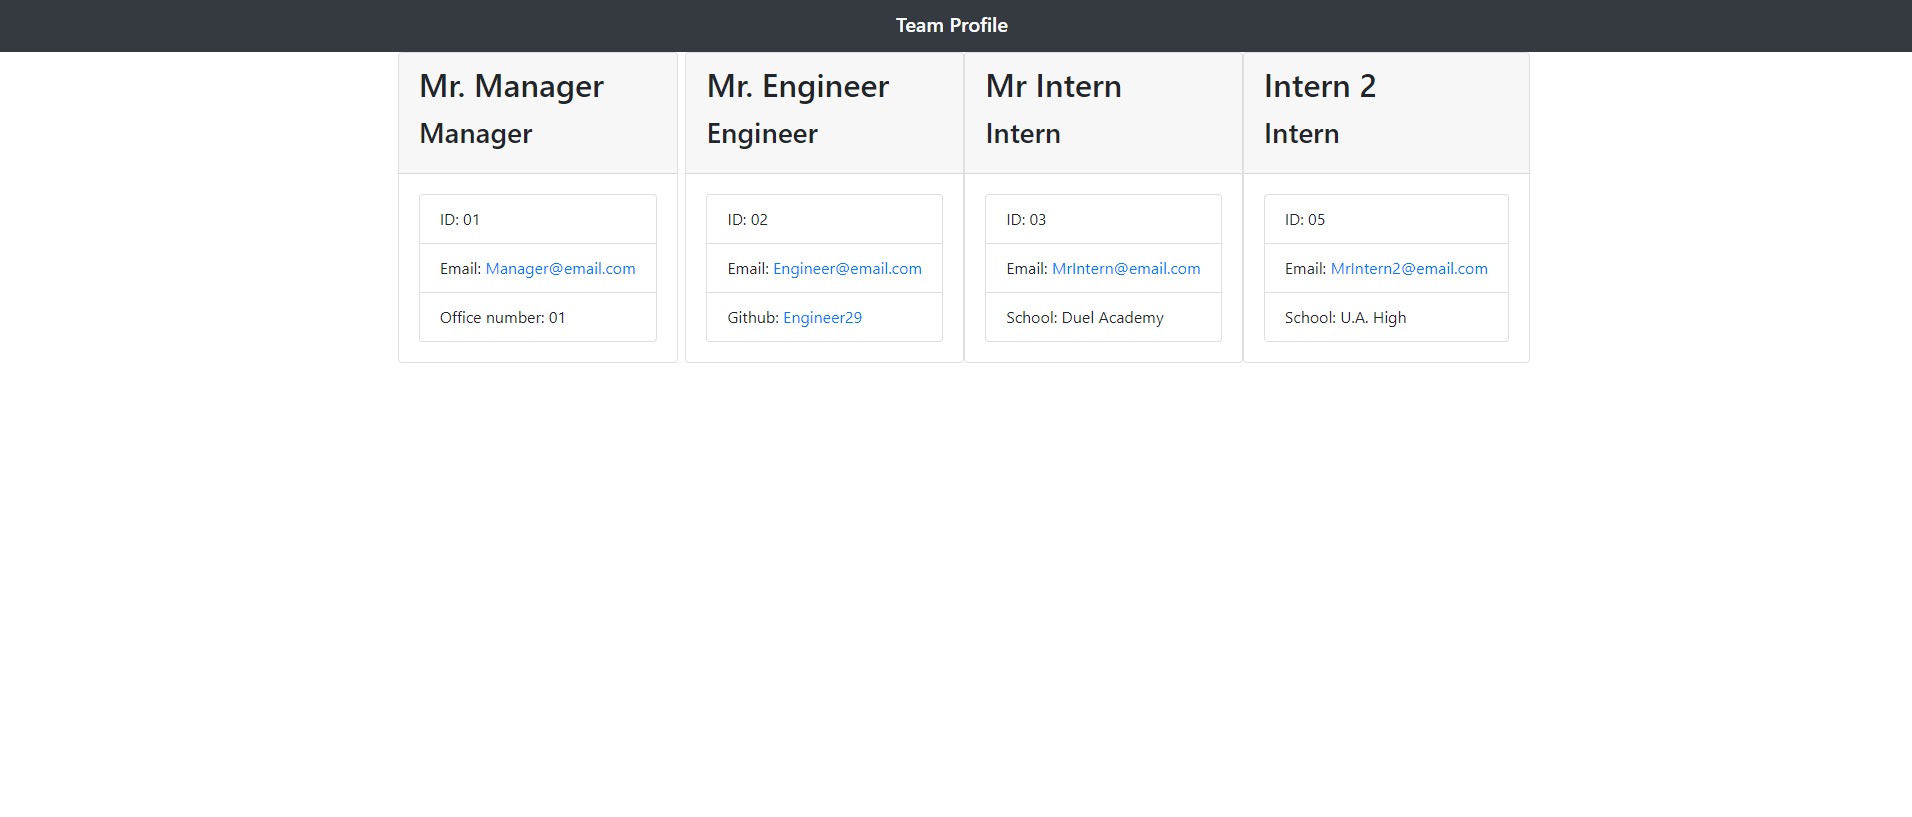 Team Profile
Mr. Manager
Manager
ID: 01
Email: Manager@email.com
Office number: 01
Mr. Engineer
Engineer
ID: 02
Email: Engineer@email.com
Github: Engineer29
Mr Intern
Intern
ID: 03
Email: MrIntern@email.com
School: Duel Academy
Intern 2
Intern
ID: 05
Email: MrIntern2@email.com
School: U.A. High